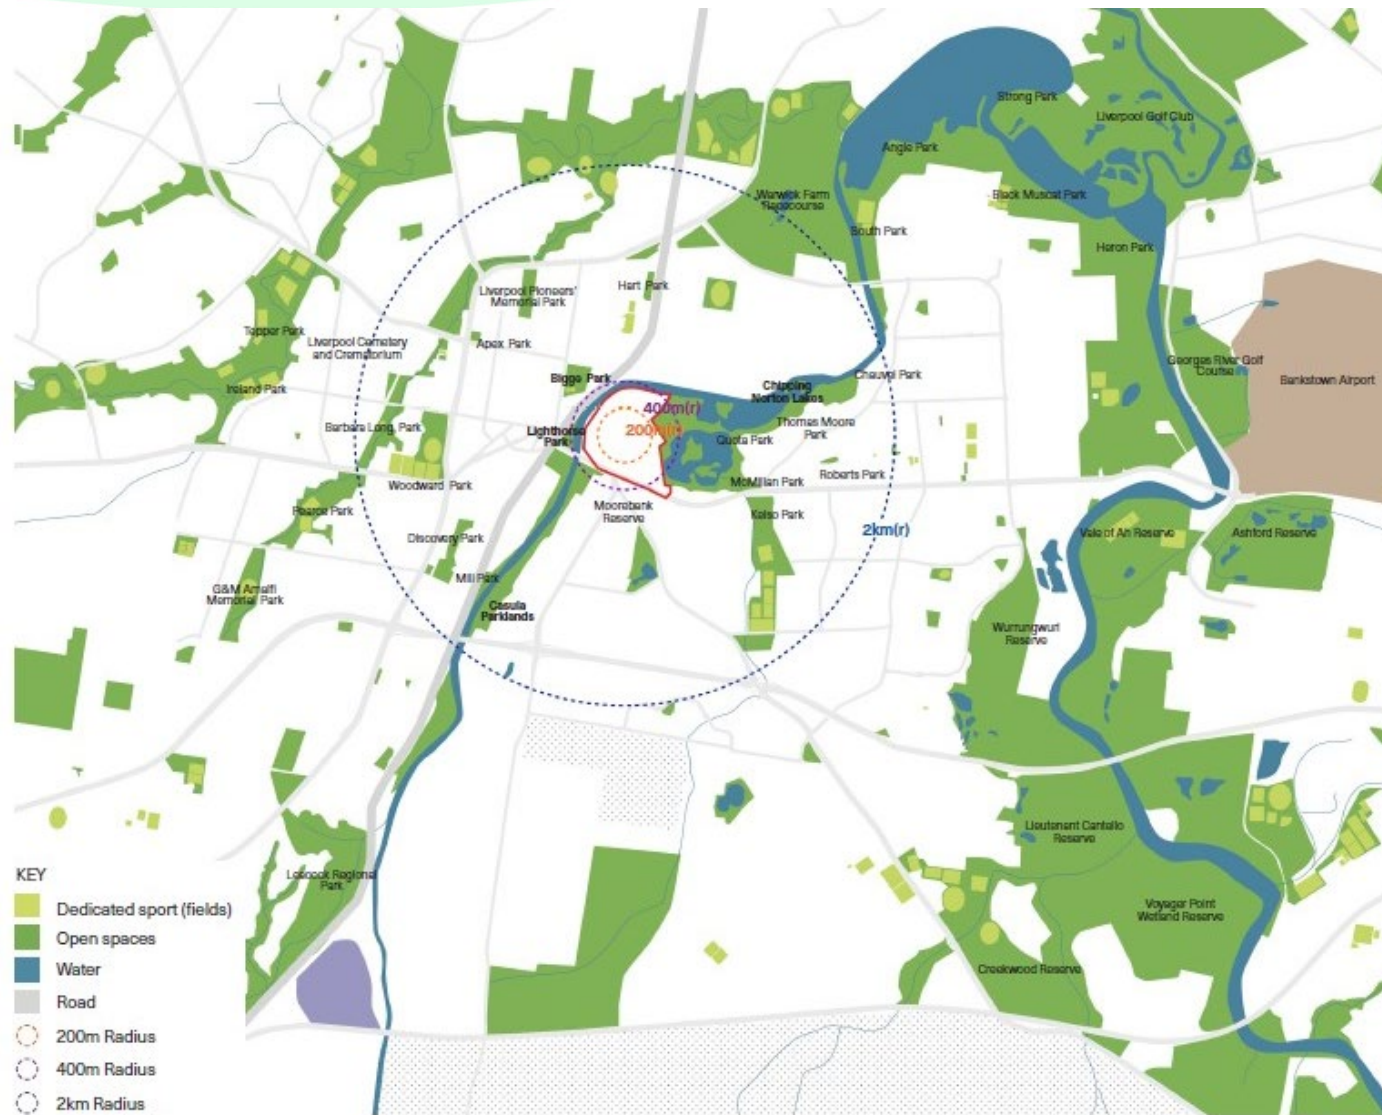 Strong Park
Liverpool Golf Club
Angle Park
Warwick Farm
Racecourse
Black Muscat Park
South Park
Heron Park
Liverpool Pioneers'
Memorial Park
Hart Park
Topper Park
Liverpool Cemetery
and Crematorium
Apex Park
Georges River Golf
Course
Bankstown Airport
Bigge Park
Chauvel Park
Ireland Park
Chipping
Norton Lakes
400m(r)
Barbara Long, Park
Lighthorse
Park
200m(r)
Quota Park
Thomas Moore
Park
Woodward Park
McMillan Park
Roberts Park
Pearce Park
Moorebank
Reserve
Kelso Park
2km(r)
Vale of Ah Reserve
Ashford Reserve
Discovery Park
Mill Park
G&M Amalfi
Memorial Park
Casula
Parklands
Wurrungwuri
Reserve
Lieutenant Cantello
Reserve
Leacock Regional
Park
Voyager Point
Wetland Reserve
Creekwood Reserve
KEY
Dedicated sport (fields)
Open spaces
Water
Road
200m Radius
400m Radius
2km Radius